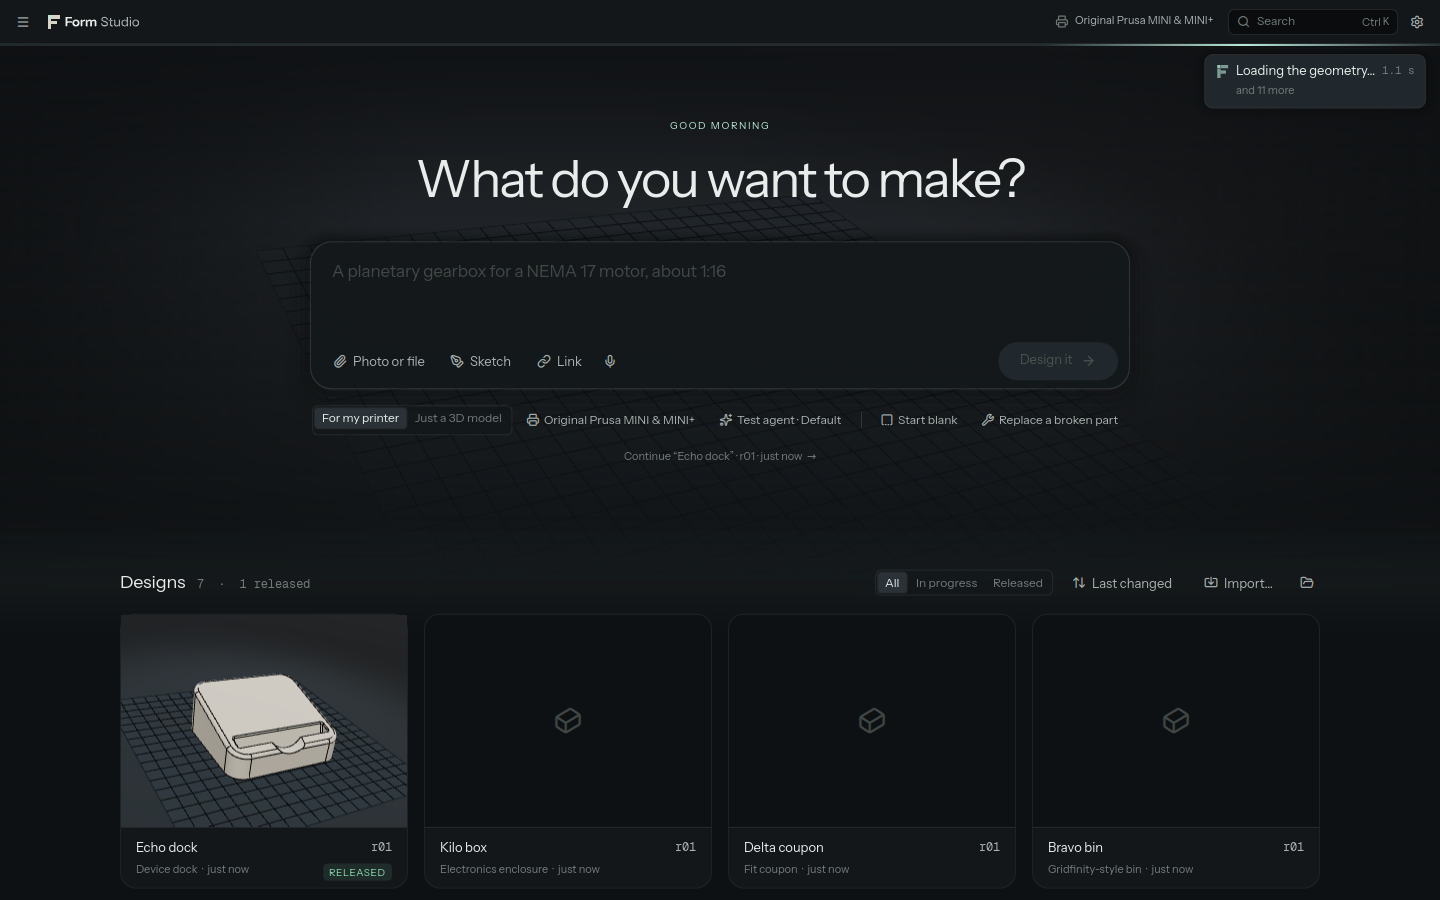 Form Studio
Original Prusa MINI & MINI+
Search
Ctrl K
Loading the geometry... 1.1 s
and 11 more
GOOD MORNING
What do you want to make?
A planetary gearbox for a NEMA 17 motor, about 1:16
Photo or file
Sketch
Link
Design it
For my printer
Just a 3D model
Original Prusa MINI & MINI+
Test agent · Default
Start blank
Replace a broken part
Continue “Echo dock” · r01 · just now →
Designs 7 · 1 released
All
In progress
Released
Last changed
Import...
Echo dock r01
Device dock · just now
RELEASED
Kilo box r01
Electronics enclosure · just now
Delta coupon r01
Fit coupon · just now
Bravo bin r01
Gridfinity-style bin · just now